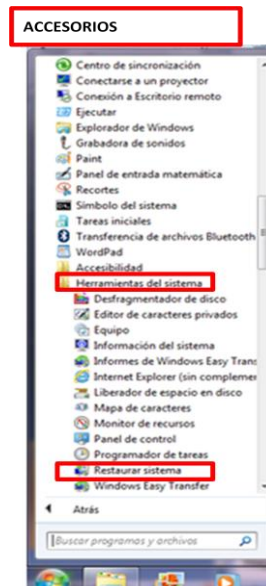 ACCESORIOS
Centro de sincronización
Conectarse a un proyector
Conexión a Escritorio remoto
Ejecutar
Explorador de Windows
Grabadora de sonidos
Paint
Panel de entrada matemática
Recortes
Símbolo del sistema
Tareas iniciales
Transferencia de archivos Bluetooth
WordPad
Accesibilidad
Herramientas del sistema
Desfragmentador de disco
Editor de caracteres privados
Equipo
Información del sistema
Informes de Windows Easy Trans
Internet Explorer (sin complemen
Liberador de espacio en disco
Mapa de caracteres
Monitor de recursos
Panel de control
Programador de tareas
Restaurar sistema
Windows Easy Transfer
Atrás
Buscar programas y archivos